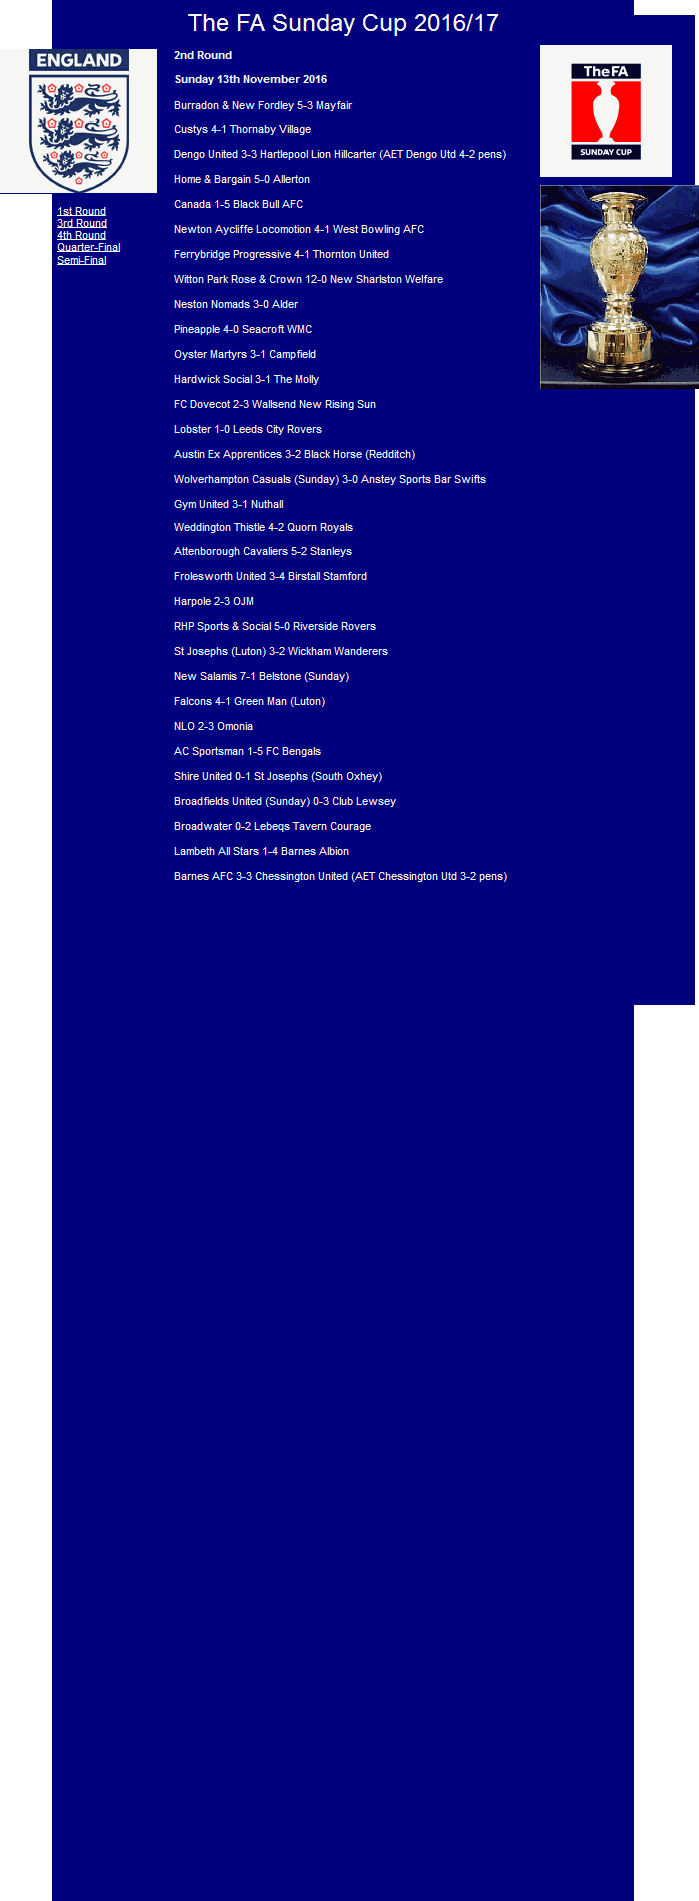 The FA Sunday Cup 2016/17
ENGLAND
2nd Round
Sunday 13th November 2016
TheFA
SUNDAY CUP
1st Round
3rd Round
4th Round
Quarter-Final
Semi-Final
Burradon & New Fordley 5-3 Mayfair
Custys 4-1 Thornaby Village
Dengo United 3-3 Hartlepool Lion Hillcarter (AET Dengo Utd 4-2 pens)
Home & Bargain 5-0 Allerton
Canada 1-5 Black Bull AFC
Newton Aycliffe Locomotion 4-1 West Bowling AFC
Ferrybridge Progressive 4-1 Thornton United
Witton Park Rose & Crown 12-0 New Sharlston Welfare
Neston Nomads 3-0 Alder
Pineapple 4-0 Seacroft WMC
Oyster Martyrs 3-1 Campfield
Hardwick Social 3-1 The Molly
FC Dovecot 2-3 Wallsend New Rising Sun
Lobster 1-0 Leeds City Rovers
Austin Ex Apprentices 3-2 Black Horse (Redditch)
Wolverhampton Casuals (Sunday) 3-0 Anstey Sports Bar Swifts
Gym United 3-1 Nuthall
Weddington Thistle 4-2 Quorn Royals
Attenborough Cavaliers 5-2 Stanleys
Frolesworth United 3-4 Birstall Stamford
Harpole 2-3 OJM
RHP Sports & Social 5-0 Riverside Rovers
St Josephs (Luton) 3-2 Wickham Wanderers
New Salamis 7-1 Belstone (Sunday)
Falcons 4-1 Green Man (Luton)
NLO 2-3 Omonia
AC Sportsman 1-5 FC Bengals
Shire United 0-1 St Josephs (South Oxhey)
Broadfields United (Sunday) 0-3 Club Lewsey
Broadwater 0-2 Lebeqs Tavern Courage
Lambeth All Stars 1-4 Barnes Albion
Barnes AFC 3-3 Chessington United (AET Chessington Utd 3-2 pens)